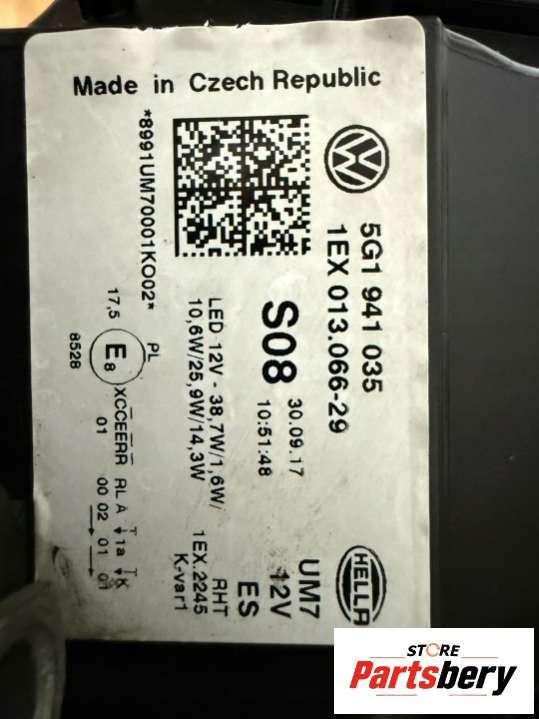 Made in Czech Republic
*8991UM70001KO02*
5G1 941 035
1EX 013.066-29
S08
30.09.17
10:51:48
LED 12V - 38,7W/1,6W/
10,6W/25,9W/14,3W
PL
17,5
8528
E8
XCCEERR RL A 1a K
01 00 02 01 01
T T
UM7
12V
ES
RHT
1EX.2245
K-var1
HELLA
STORE
Partsbery